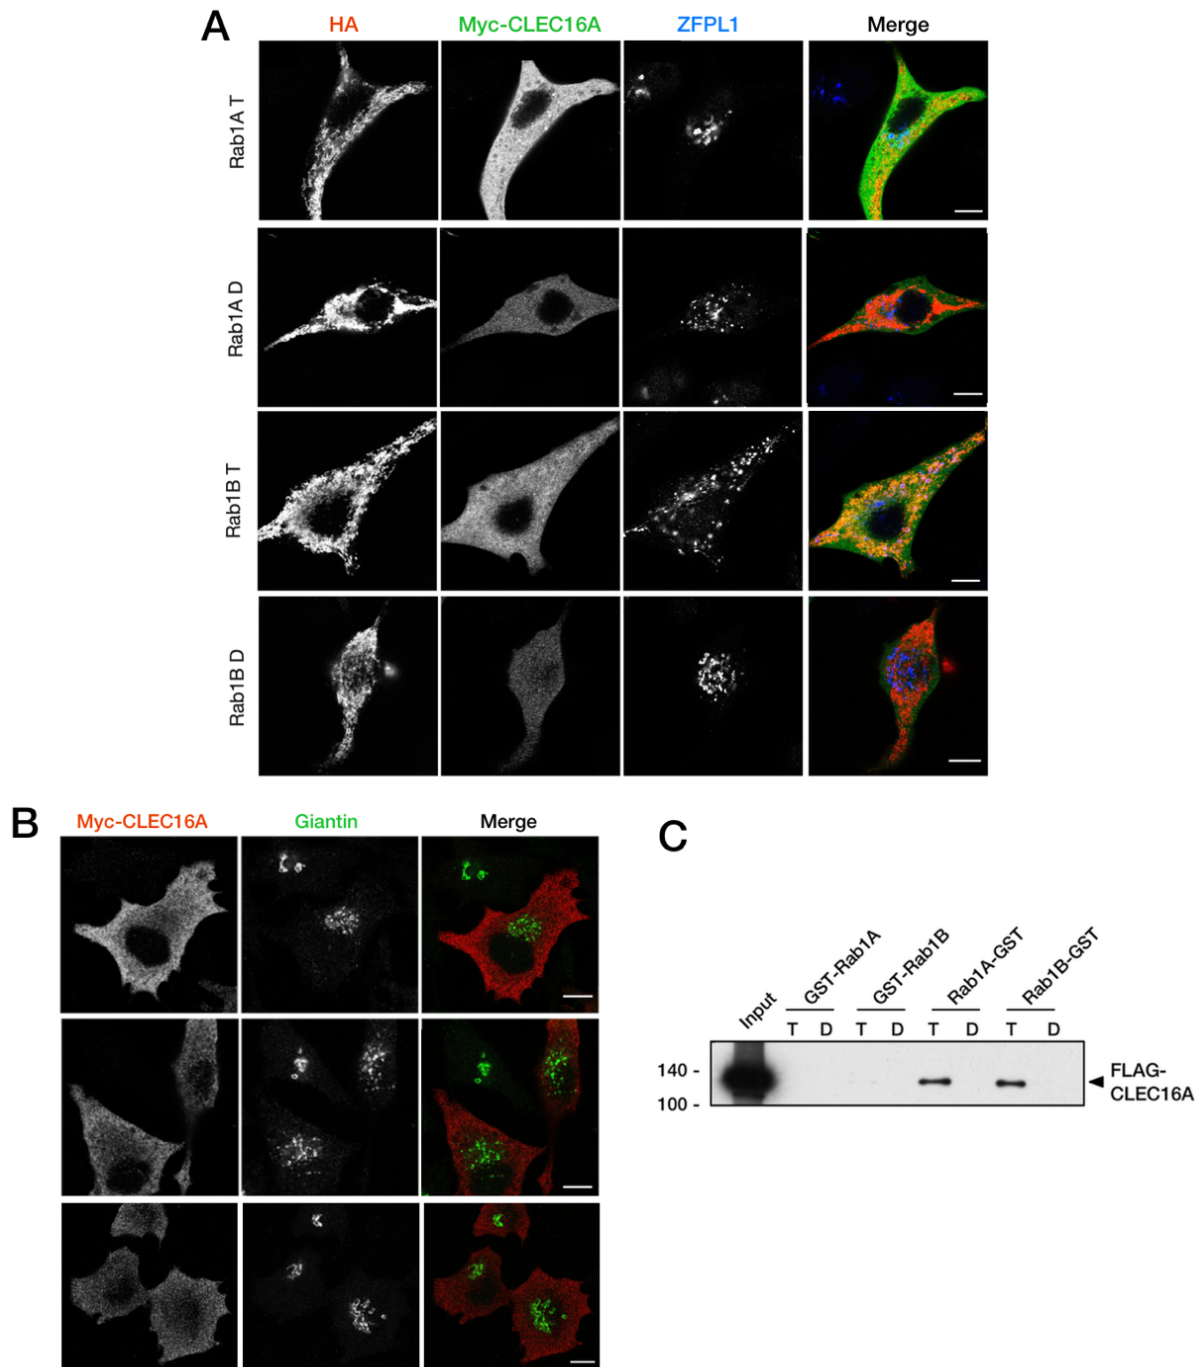 A
HA Myc-CLEC16A ZFPL1 Merge
Rab1A T
Rab1A D
Rab1B T
Rab1B D
B
Myc-CLEC16A Giantin Merge
C
Input GST-Rab1A GST-Rab1B Rab1A-GST Rab1B-GST
T D T D T D T D
140 -
100 -
FLAG-
CLEC16A